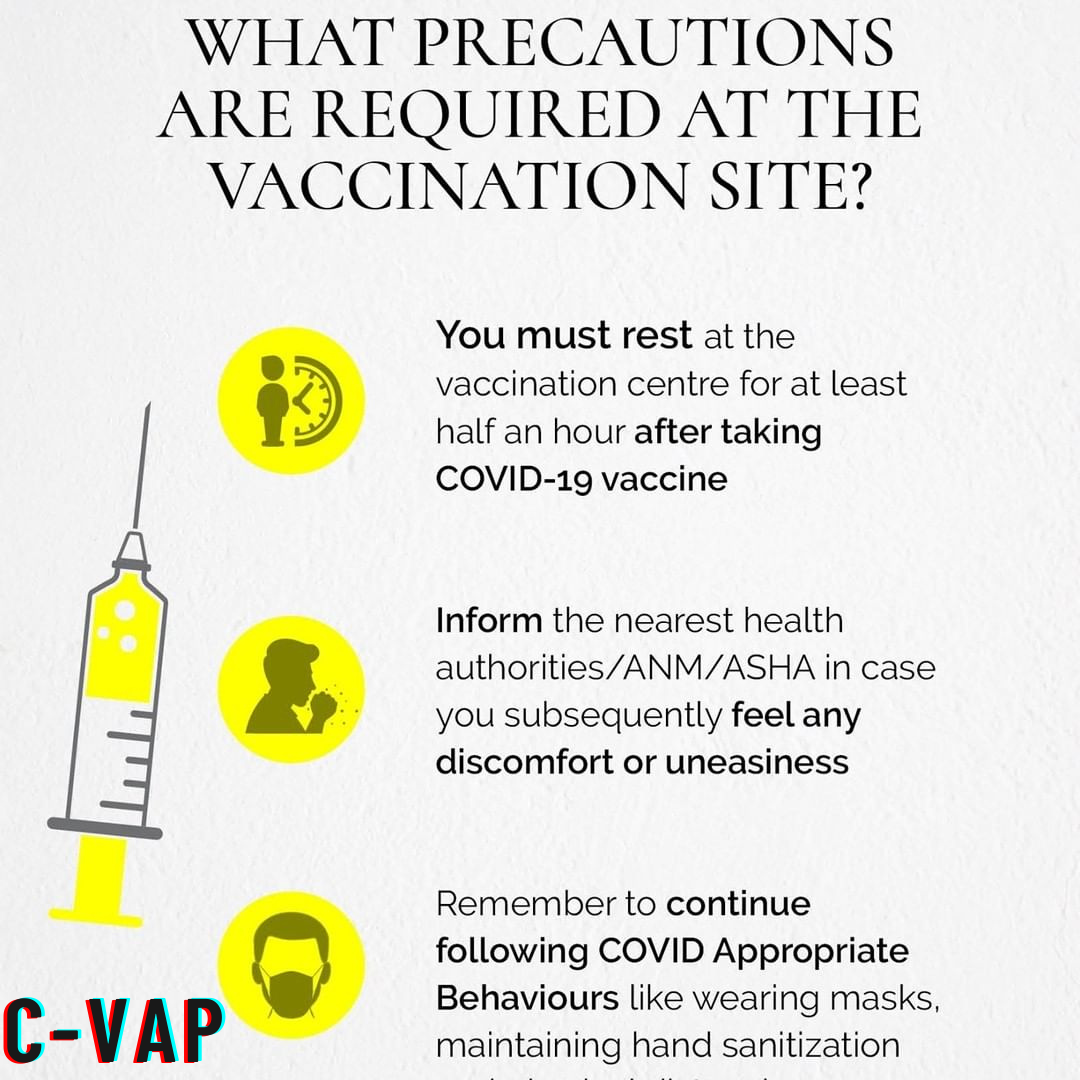 WHAT PRECAUTIONS
ARE REQUIRED AT THE
VACCINATION SITE?
You must rest at the
vaccination centre for at least
half an hour after taking
COVID-19 vaccine
Inform the nearest health
authorities/ANM/ASHA in case
you subsequently feel any
discomfort or uneasiness
Remember to continue
following COVID Appropriate
Behaviours like wearing masks,
maintaining hand sanitization
C-VAP